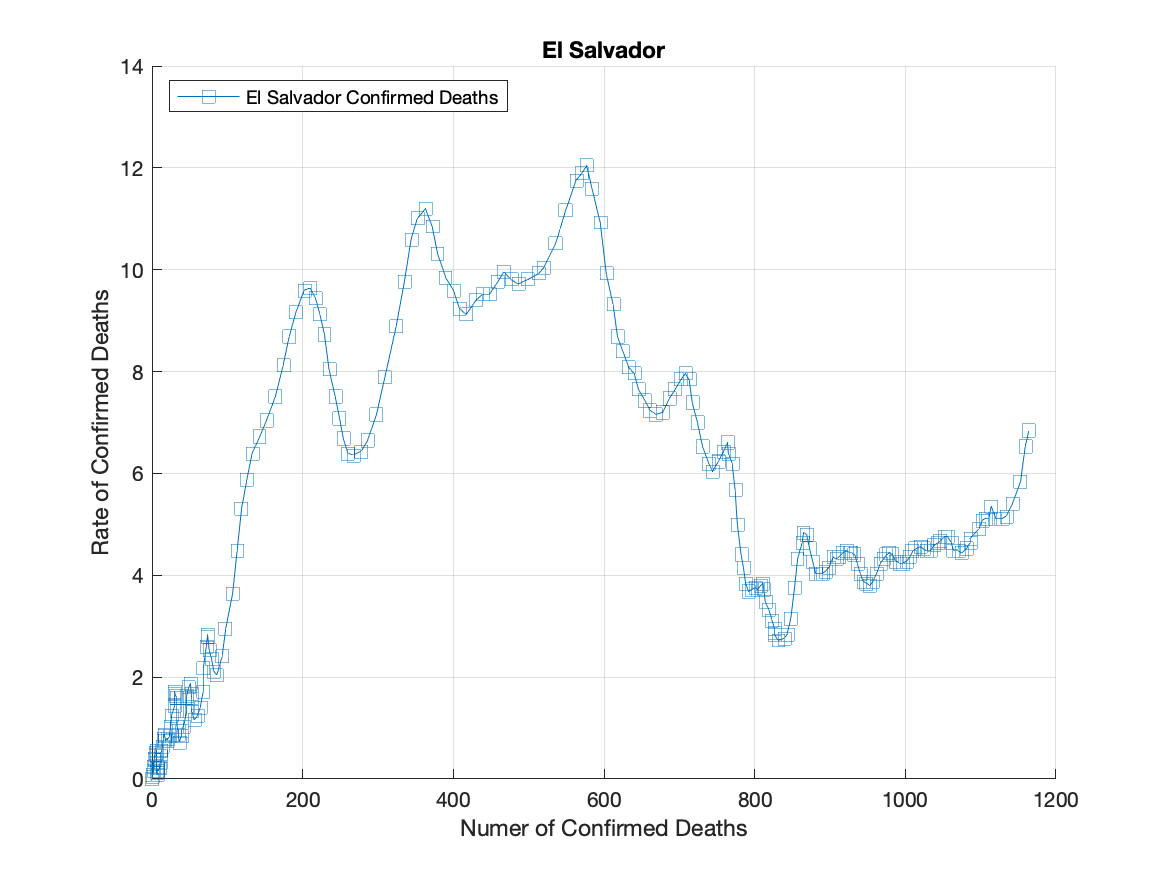 El Salvador
El Salvador Confirmed Deaths
14
12
10
8
6
4
2
0
Rate of Confirmed Deaths
0 200 400 600 800 1000 1200
Numer of Confirmed Deaths